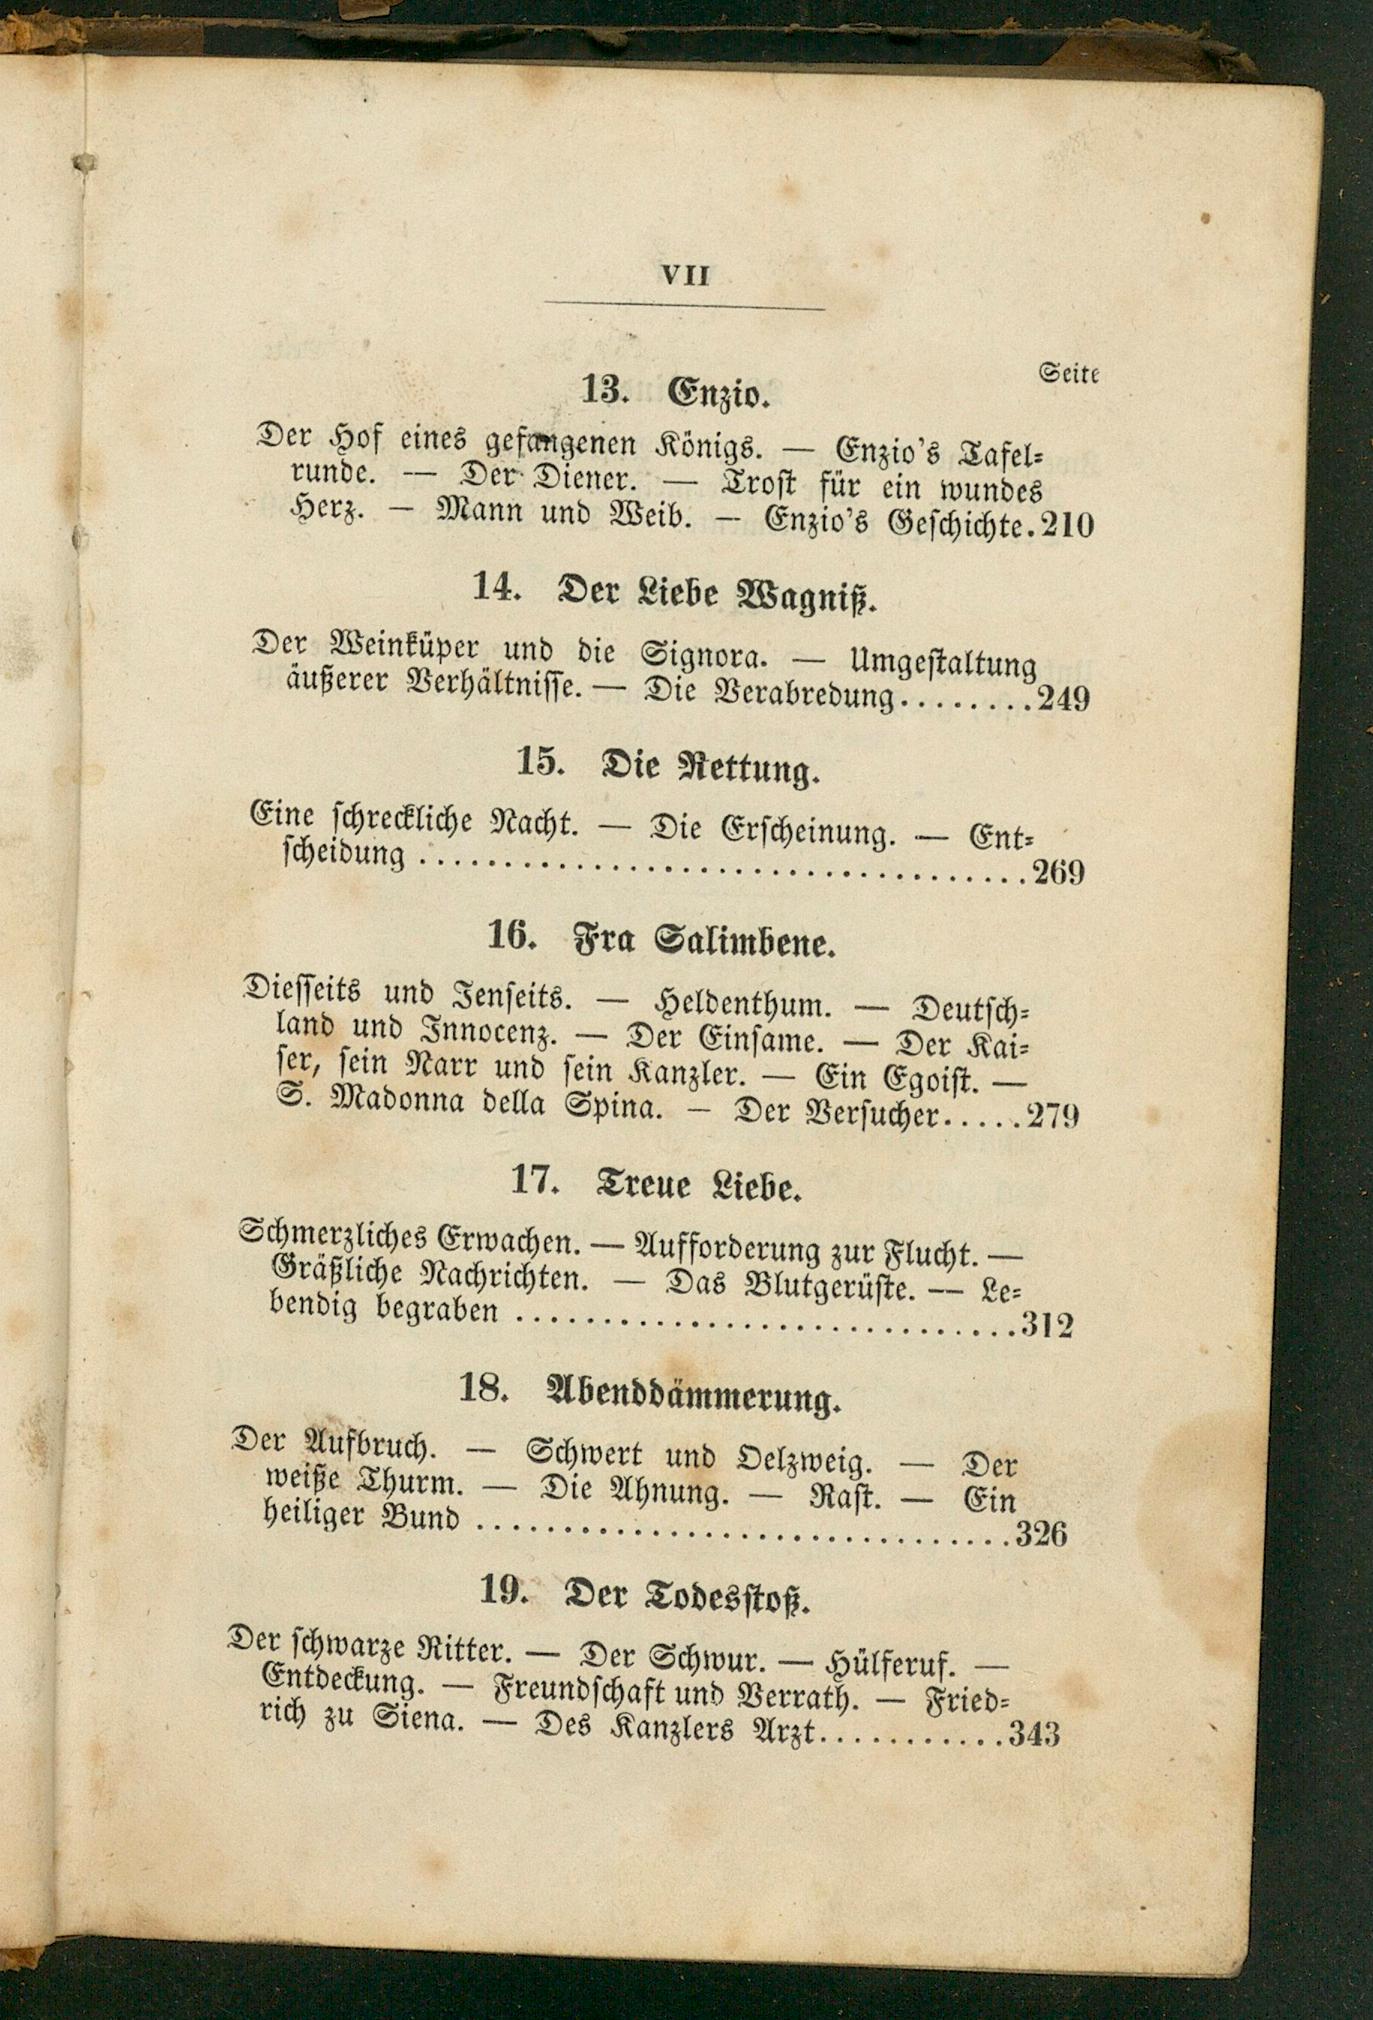 VII
Seite
13. Enzio.
Der Hof eines gefangenen Königs. — Enzio's Tafel-
runde. — Der Diener. — Trost für ein wundes
Herz. — Mann und Weib. — Enzio's Geschichte. 210
14. Der Liebe Wagniß.
Der Weinküper und die Signora. — Umgestaltung
äußerer Verhältnisse. — Die Verabredung........249
15. Die Rettung.
Eine schreckliche Nacht. — Die Erscheinung. — Ent-
scheidung ...................................269
16. Fra Salimbene.
Diesseits und Jenseits. — Heldenthum. — Deutsch-
land und Innocenz. — Der Einsame. — Der Kai-
ser, sein Narr und sein Kanzler. — Ein Egoist. —
S. Madonna della Spina. — Der Versucher.....279
17. Treue Liebe.
Schmerzliches Erwachen. — Aufforderung zur Flucht. —
Gräßliche Nachrichten. — Das Blutgerüste. — Le-
bendig begraben .............................312
18. Abenddämmerung.
Der Aufbruch. — Schwert und Oelzweig. — Der
weiße Thurm. — Die Ahnung. — Rast. — Ein
heiliger Bund ...............................326
19. Der Todesstoß.
Der schwarze Ritter. — Der Schwur. — Hülferuf. —
Entdeckung. — Freundschaft und Verrath. — Fried-
rich zu Siena. — Des Kanzlers Arzt...........343